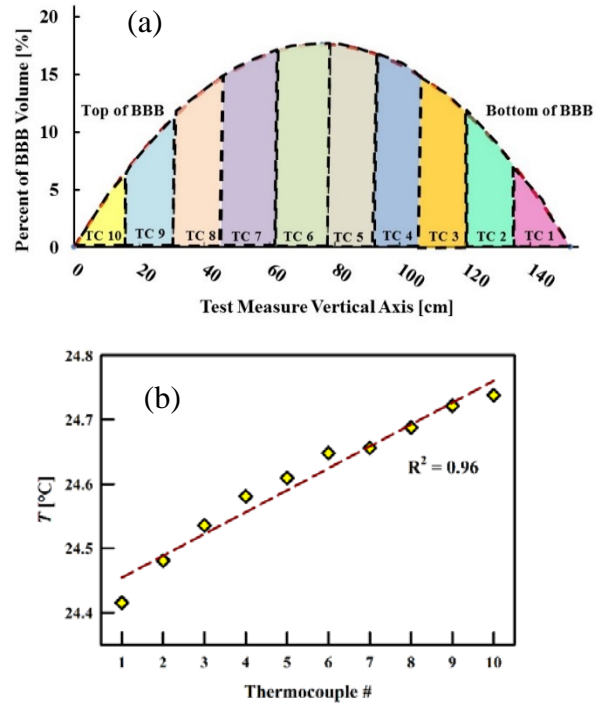 (a)
Percent of BBB Volume [%]
20
15
10
5
0
Top of BBB
Bottom of BBB
TC 10 TC 9 TC 8 TC 7 TC 6 TC 5 TC 4 TC 3 TC 2 TC 1
0 20 40 60 80 100 120 140
Test Measure Vertical Axis [cm]
(b)
T [°C]
24.8
24.7
24.6
24.5
24.4
R² = 0.96
1 2 3 4 5 6 7 8 9 10
Thermocouple #